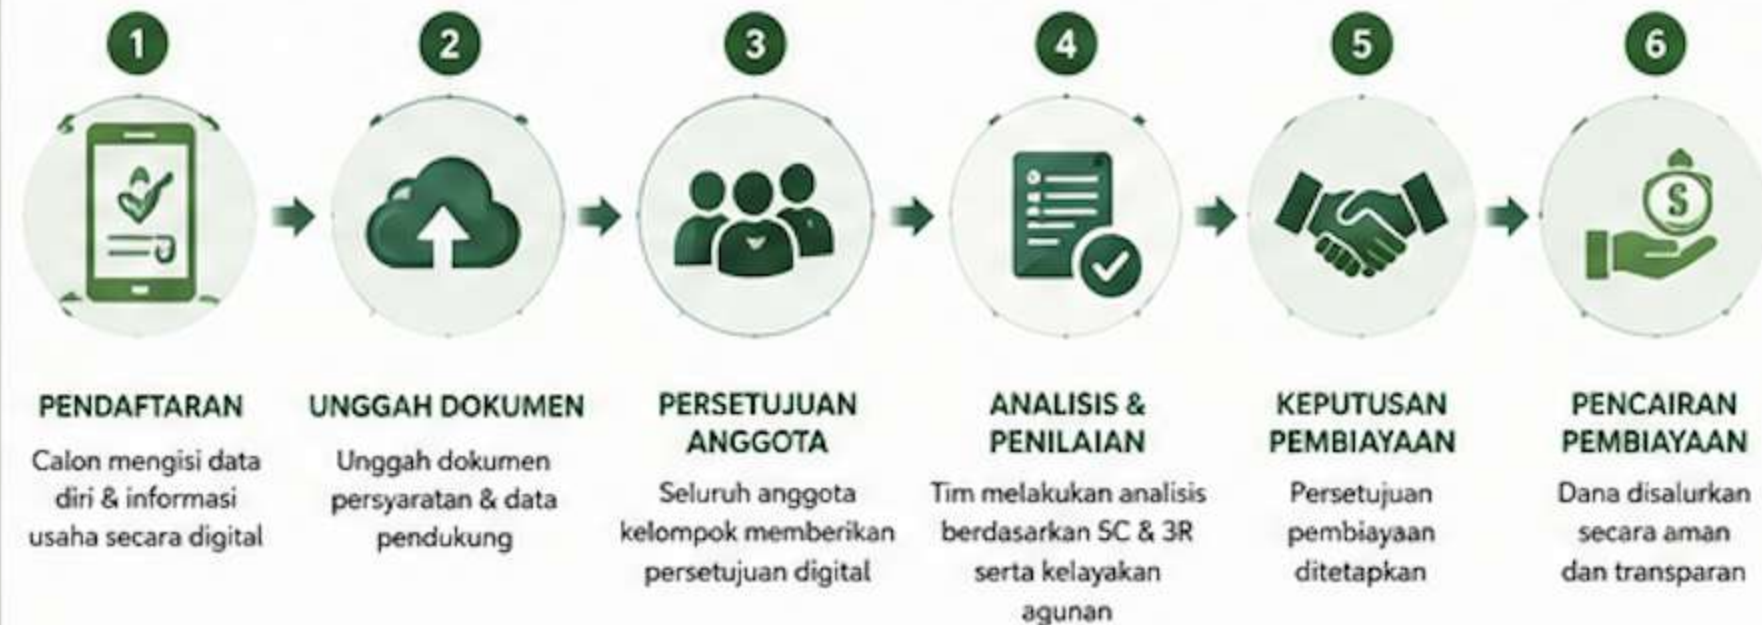 1
2
3
4
5
6
$
PENDAFTARAN
Calon mengisi data
diri & informasi
usaha secara digital
UNGGAH DOKUMEN
Unggah dokumen
persyaratan & data
pendukung
PERSETUJUAN
ANGGOTA
Seluruh anggota
kelompok memberikan
persetujuan digital
ANALISIS &
PENILAIAN
Tim melakukan analisis
berdasarkan SC & 3R
serta kelayakan
agunan
KEPUTUSAN
PEMBIAYAAN
Persetujuan
pembiayaan
ditetapkan
PENCAIRAN
PEMBIAYAAN
Dana disalurkan
secara aman
dan transparan